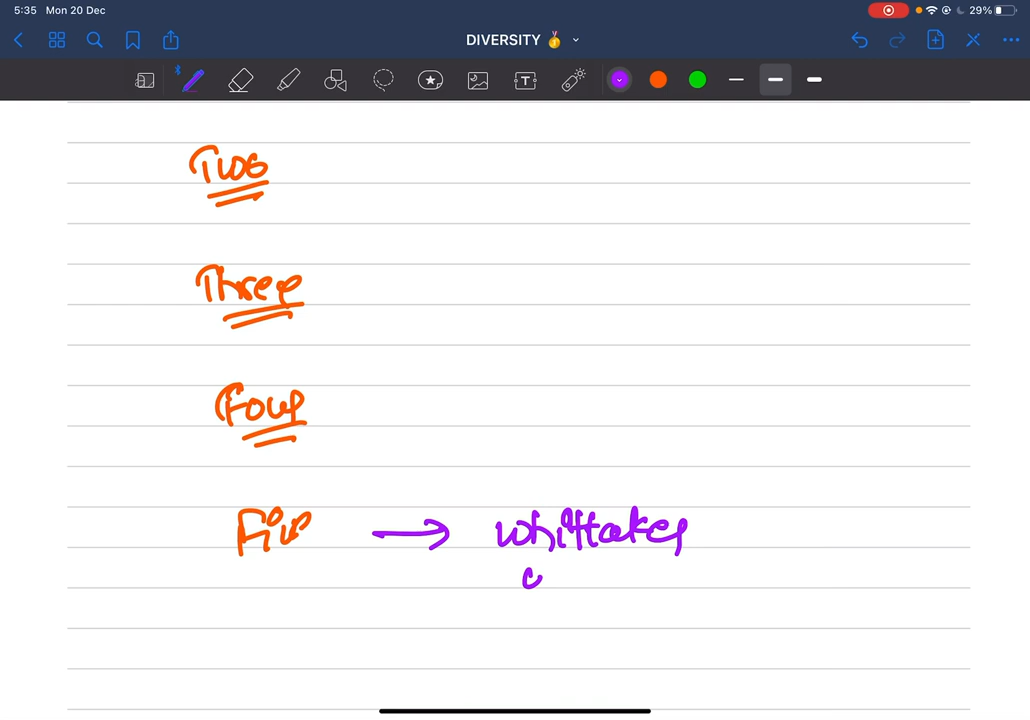 5:35 Mon 20 Dec
29%
DIVERSITY
T
Two
Three
Four
Five → Whittaker
c